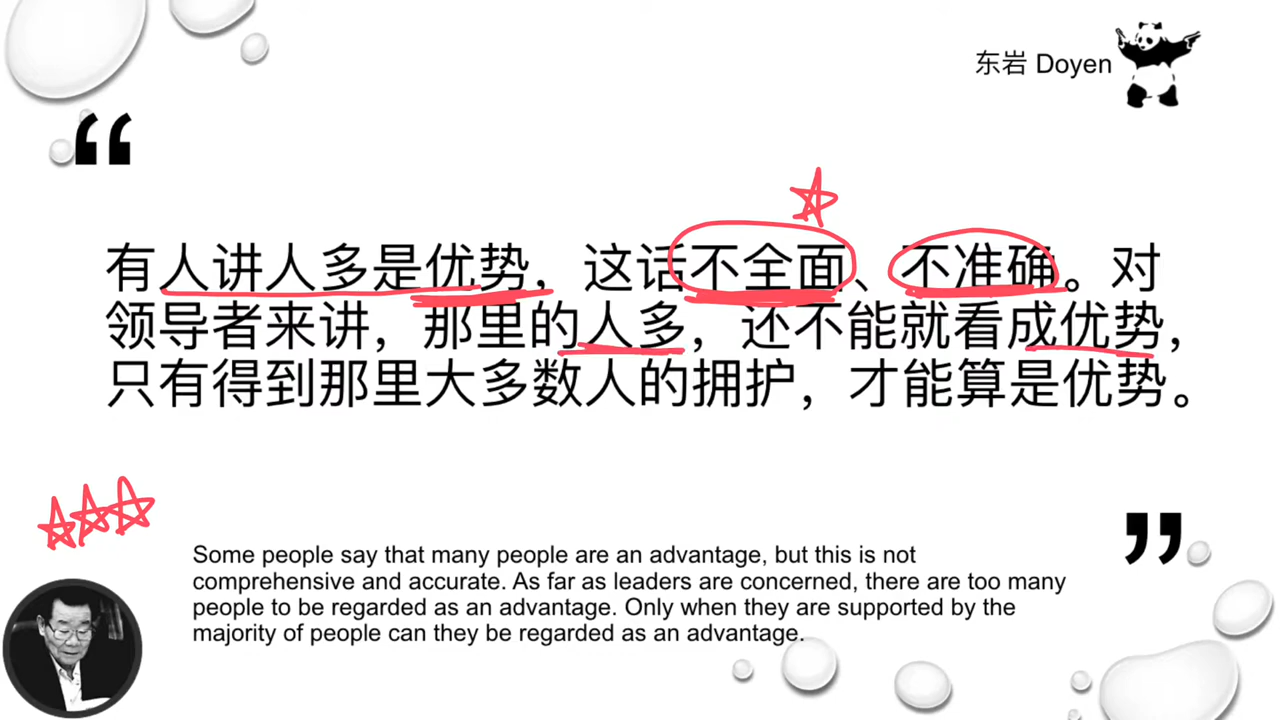 东岩 Doyen
“
有人讲人多是优势，这话不全面、不准确。对
领导者来讲，那里的人多，还不能就看成优势，
只有得到那里大多数人的拥护，才能算是优势。
”
Some people say that many people are an advantage, but this is not
comprehensive and accurate. As far as leaders are concerned, there are too many
people to be regarded as an advantage. Only when they are supported by the
majority of people can they be regarded as an advantage.